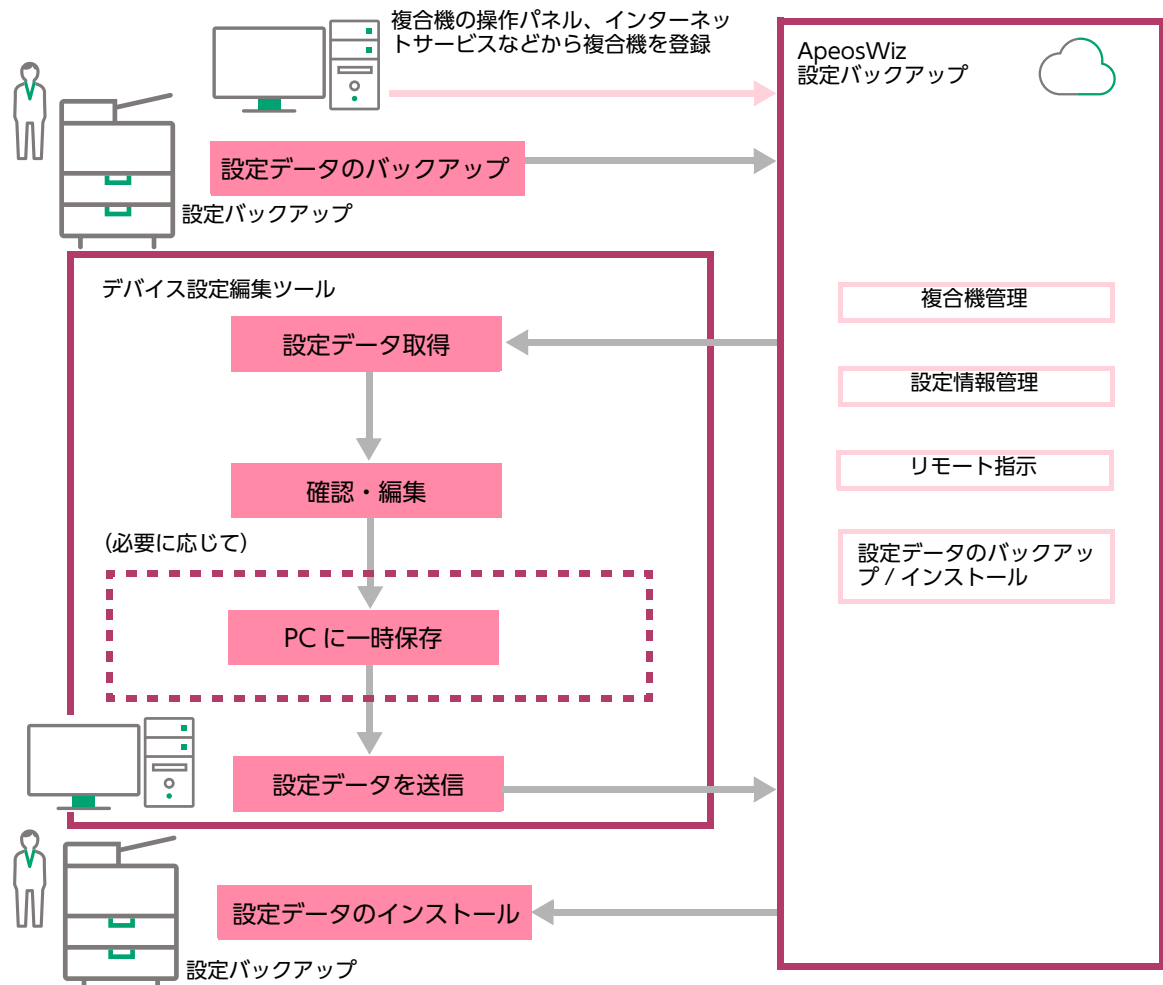 複合機の操作パネル、インターネッ
トサービスなどから複合機を登録
ApeosWiz
設定バックアップ
設定データのバックアップ
設定バックアップ
デバイス設定編集ツール
設定データ取得
確認・編集
（必要に応じて）
PC に一時保存
設定データを送信
複合機管理
設定情報管理
リモート指示
設定データのバックアッ
プ / インストール
設定データのインストール
設定バックアップ